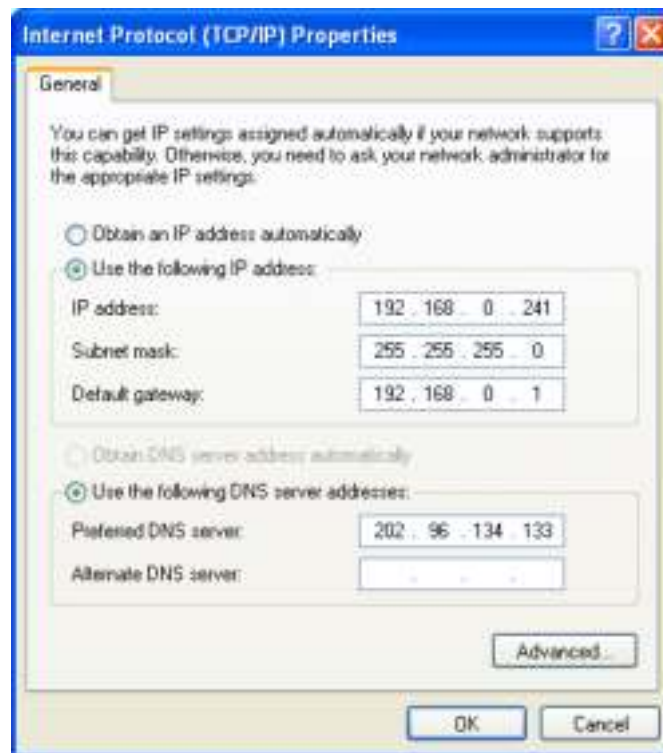 Internet Protocol (TCP/IP) Properties
General
You can get IP settings assigned automatically if your network supports
this capability. Otherwise, you need to ask your network administrator for
the appropriate IP settings.
Obtain an IP address automatically
Use the following IP address:
IP address: 192 . 168 . 0 . 241
Subnet mask: 255 . 255 . 255 . 0
Default gateway: 192 . 168 . 0 . 1
Obtain DNS server address automatically
Use the following DNS server addresses:
Preferred DNS server: 202 . 96 . 134 . 133
Alternate DNS server: . . .
Advanced...
OK Cancel